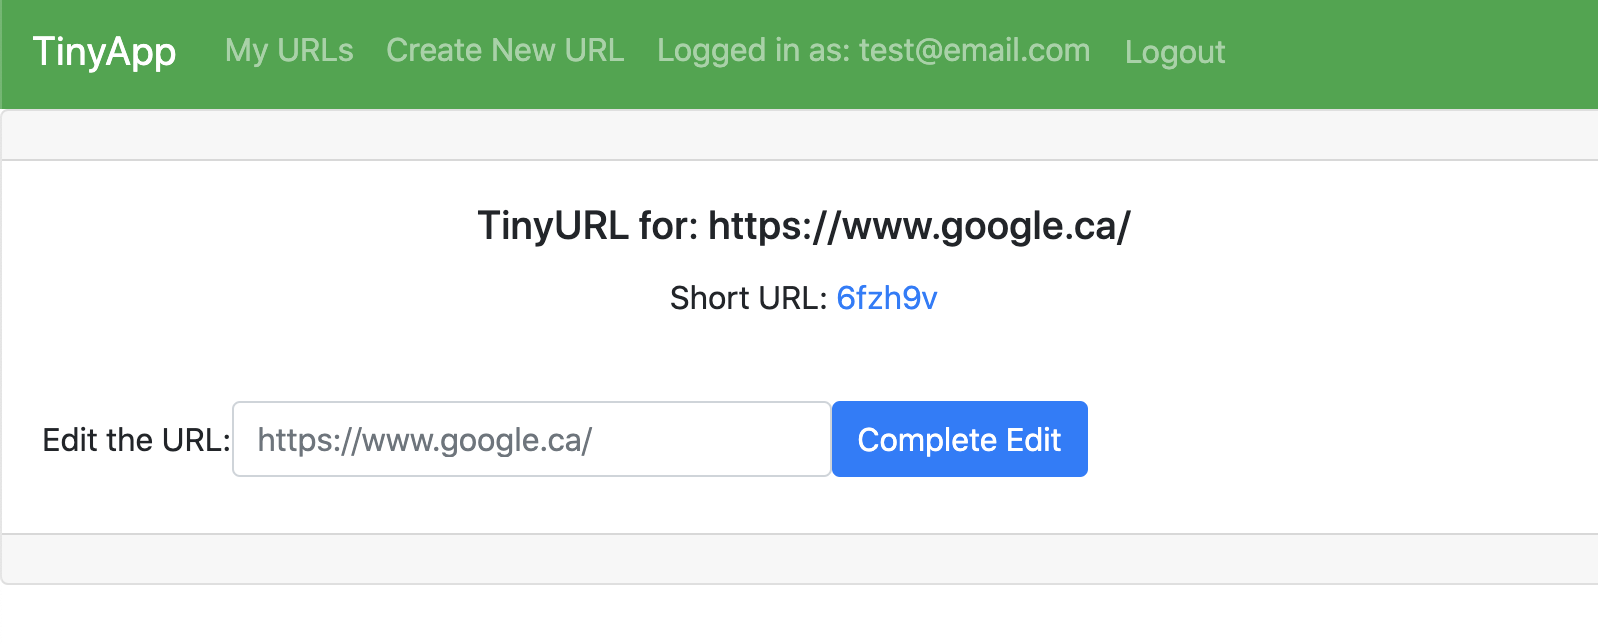 TinyApp My URLs Create New URL Logged in as: test@email.com Logout
TinyURL for: https://www.google.ca/
Short URL: 6fzh9v
Edit the URL: https://www.google.ca/ Complete Edit